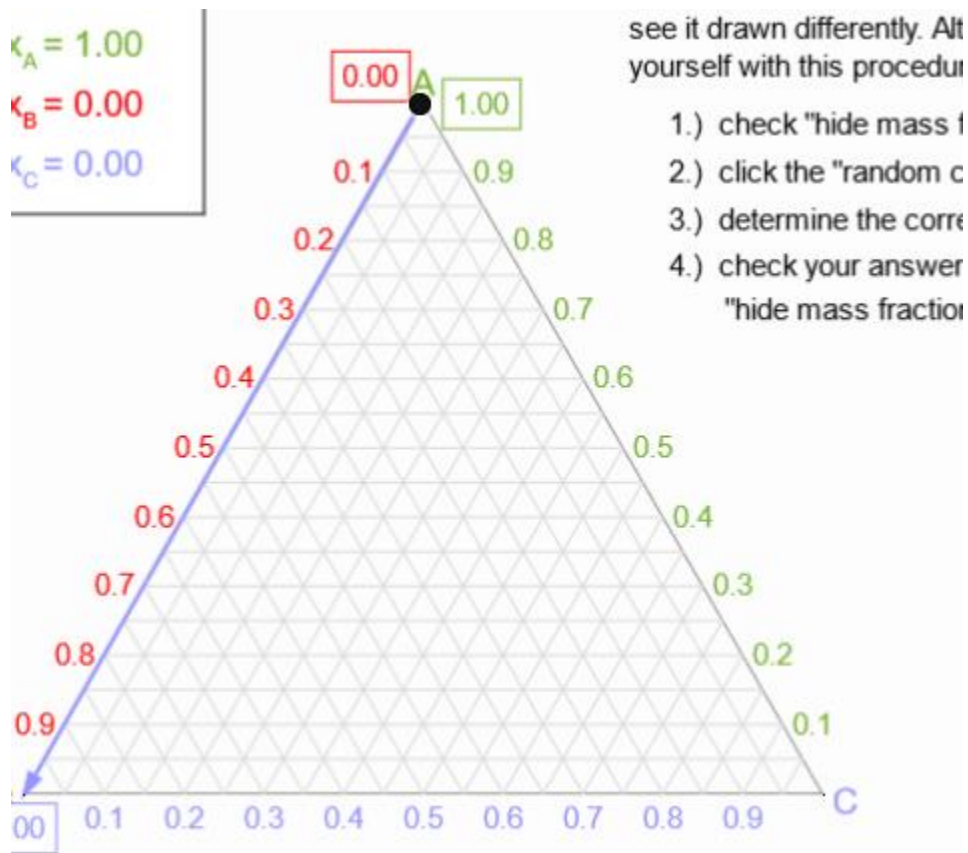 x_A = 1.00
x_B = 0.00
x_C = 0.00
see it drawn differently.
yourself with this
1.) check "hide mass
2.) click the "random
3.) determine the
4.) check your answer
"hide mass
0.00
A
1.00
0.1 0.9
0.2 0.8
0.3 0.7
0.4 0.6
0.5 0.5
0.6 0.4
0.7 0.3
0.8 0.2
0.9 0.1
C
00 0.1 0.2 0.3 0.4 0.5 0.6 0.7 0.8 0.9